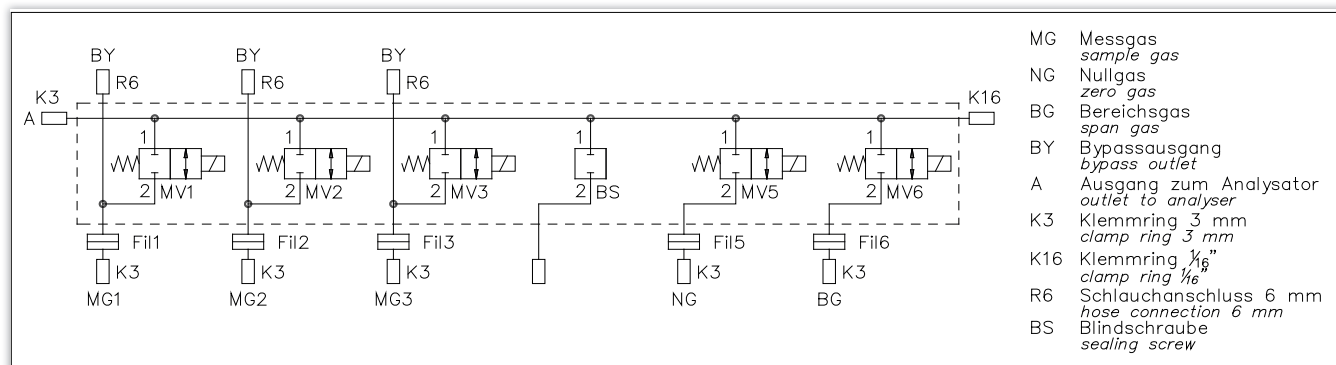 BY BY BY
R6 R6 R6
K3 K16
A
1 1 1 1 1 1
2 MV1 2 MV2 2 MV3 2 BS 2 MV5 2 MV6
Fil1 Fil2 Fil3 Fil5 Fil6
K3 K3 K3 K3 K3
MG1 MG2 MG3 NG BG
MG Messgas
sample gas
NG Nullgas
zero gas
BG Bereichsgas
span gas
BY Bypassausgang
bypass outlet
A Ausgang zum Analysator
outlet to analyser
K3 Klemmring 3 mm
clamp ring 3 mm
K16 Klemmring 1/16"
clamp ring 1/16"
R6 Schlauchanschluss 6 mm
hose connection 6 mm
BS Blindschraube
sealing screw